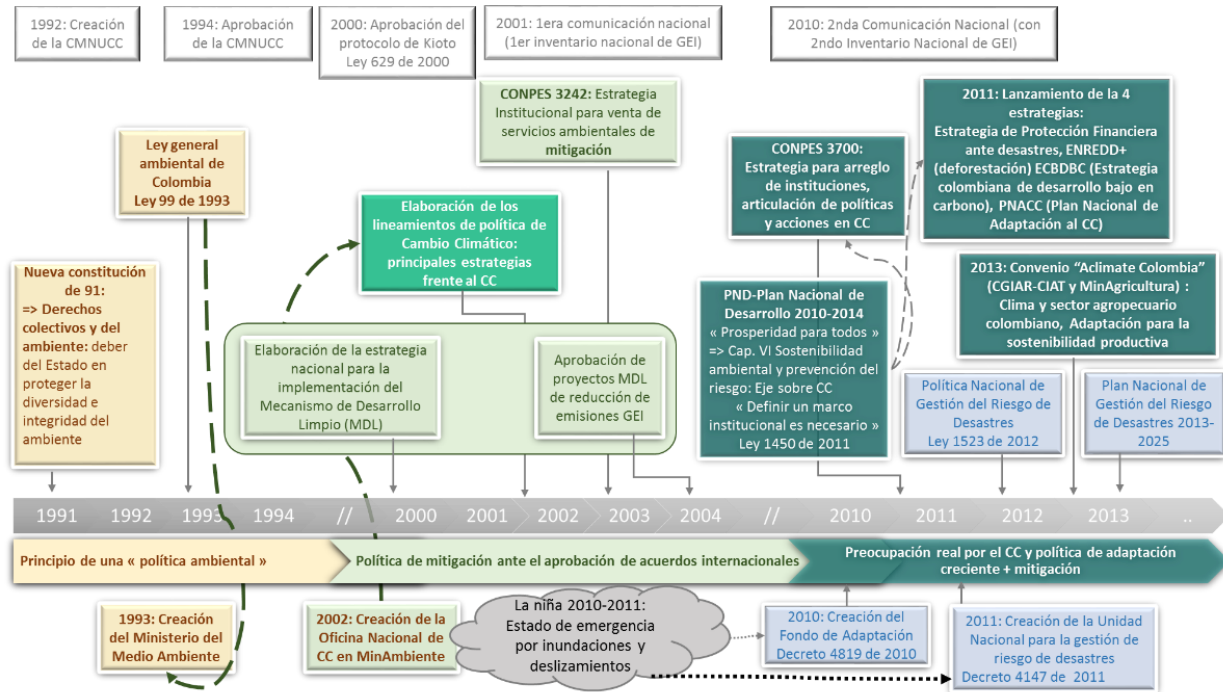 1992: Creación
de la CMNUCC
1994: Aprobación
de la CMNUCC
2000: Aprobación del
protocolo de Kioto
Ley 629 de 2000
2001: 1era comunicación nacional
(1er inventario nacional de GEI)
2010: 2nda Comunicación Nacional (con
2ndo Inventario Nacional de GEI)
Ley general
ambiental de
Colombia
Ley 99 de 1993
CONPES 3242: Estrategia
Institucional para venta de
servicios ambientales de
mitigación
CONPES 3700:
Estrategia para arreglo
de instituciones,
articulación de políticas
y acciones en CC
2011: Lanzamiento de la 4
estrategias:
Estrategia de Protección Financiera
ante desastres, ENREDD+
(deforestación) ECBDBC (Estrategia
colombiana de desarrollo bajo en
carbono), PNACC (Plan Nacional de
Adaptación al CC)
Elaboración de los
lineamientos de política de
Cambio Climático:
principales estrategias
frente al CC
Nueva constitución
de 91:
=> Derechos
colectivos y del
ambiente: deber
del Estado en
proteger la
diversidad e
integridad del
ambiente
Elaboración de la estrategia
nacional para la
implementación del
Mecanismo de Desarrollo
Limpio (MDL)
Aprobación de
proyectos MDL
de reducción de
emisiones GEI
PND-Plan Nacional de
Desarrollo 2010-2014
« Prosperidad para todos »
=> Cap. VI Sostenibilidad
ambiental y prevención del
riesgo: Eje sobre CC
« Definir un marco
institucional es necesario »
Ley 1450 de 2011
2013: Convenio “Aclimate Colombia”
(CGIAR-CIAT y MinAgricultura) :
Clima y sector agropecuario
colombiano, Adaptación para la
sostenibilidad productiva
Política Nacional de
Gestión del Riesgo de
Desastres
Ley 1523 de 2012
Plan Nacional de
Gestión del Riesgo
de Desastres 2013-
2025
1991 1992 1993 1994 // 2000 2001 2002 2003 2004 // 2010 2011 2012 2013 ..
Principio de una « política ambiental »
Política de mitigación ante el aprobación de acuerdos internacionales
Preocupación real por el CC y política de adaptación
creciente + mitigación
1993: Creación
del Ministerio del
Medio Ambiente
2002: Creación de la
Oficina Nacional de
CC en MinAmbiente
La niña 2010-2011:
Estado de emergencia
por inundaciones y
deslizamientos
2010: Creación del
Fondo de Adaptación
Decreto 4819 de 2010
2011: Creación de la Unidad
Nacional para la gestión de
riesgo de desastres
Decreto 4147 de 2011